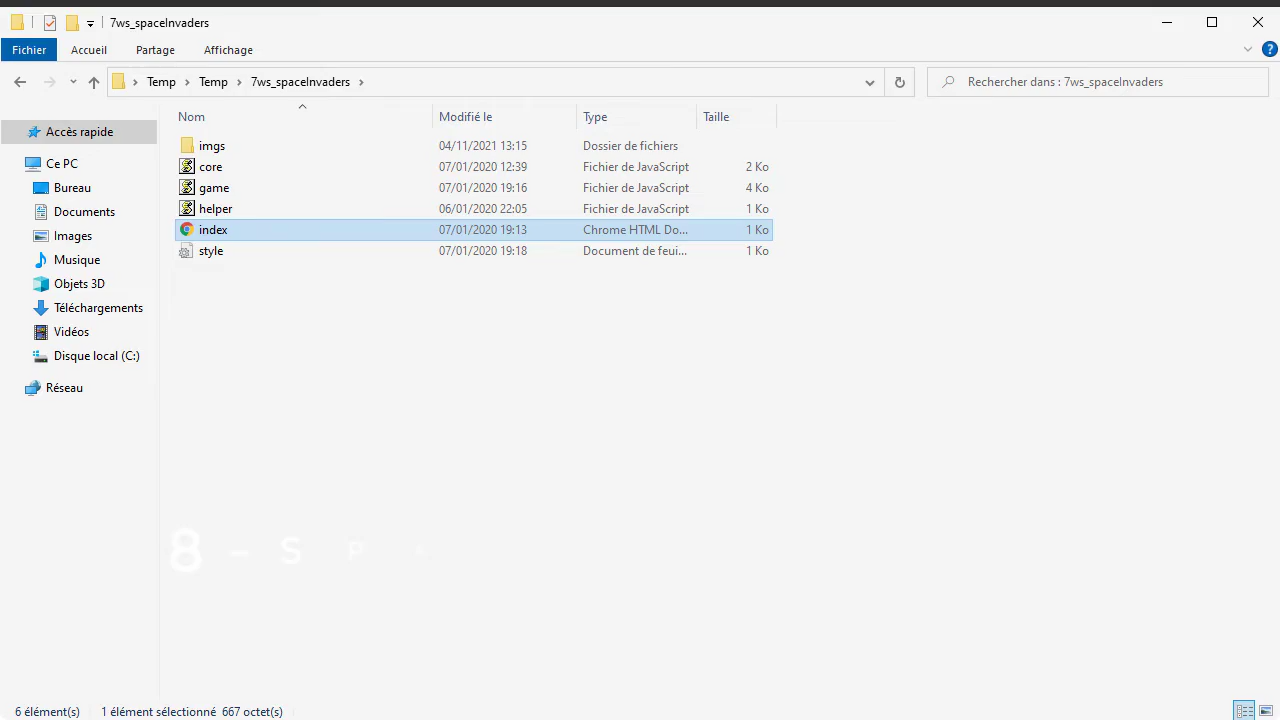 7ws_spaceInvaders
Fichier Accueil Partage Affichage
Temp Temp 7ws_spaceInvaders
Rechercher dans : 7ws_spaceInvaders
Nom Modifié le Type Taille
Accès rapide
Ce PC
Bureau
Documents
Images
Musique
Objets 3D
Téléchargements
Vidéos
Disque local (C:)
Réseau
imgs 04/11/2021 13:15 Dossier de fichiers
core 07/01/2020 12:39 Fichier de JavaScript 2 Ko
game 07/01/2020 19:16 Fichier de JavaScript 4 Ko
helper 06/01/2020 22:05 Fichier de JavaScript 1 Ko
index 07/01/2020 19:13 Chrome HTML Do... 1 Ko
style 07/01/2020 19:18 Document de feui... 1 Ko
8 - S P
6 élément(s) 1 élément sélectionné 667 octet(s)